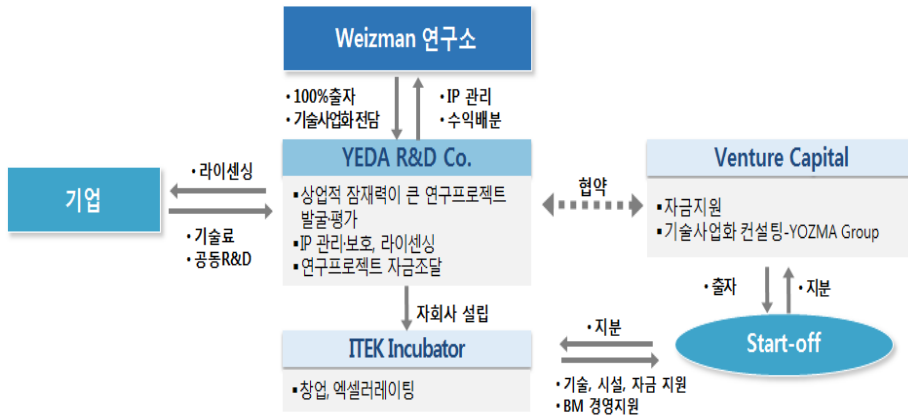 Weizman 연구소
• 100%출자
• 기술사업화 전담
• IP 관리
• 수익배분
YEDA R&D Co.
▪상업적 잠재력이 큰 연구프로젝트
발굴·평가
▪IP 관리·보호, 라이센싱
▪연구프로젝트 자금조달
기업
• 라이센싱
• 기술료
• 공동R&D
협약
Venture Capital
▪자금지원
▪기술사업화 컨설팅-YOZMA Group
• 출자
• 지분
Start-off
자회사 설립
ITEK Incubator
▪창업, 엑셀러레이팅
• 지분
• 기술, 시설, 자금 지원
• BM 경영지원